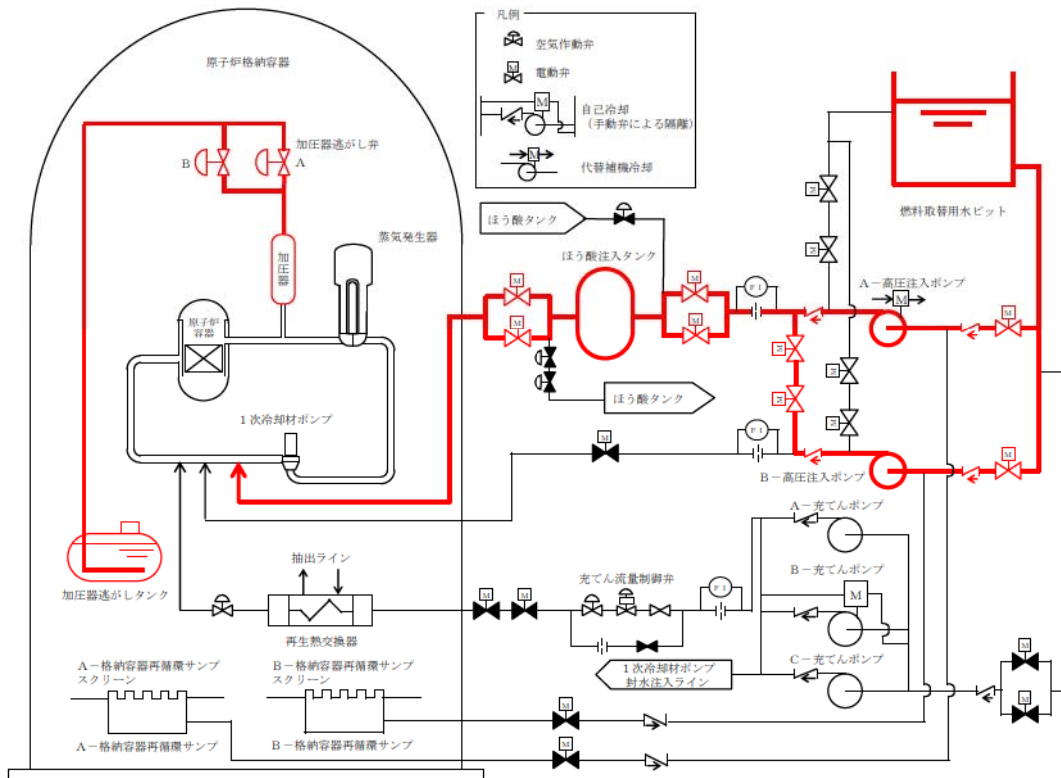 凡例
空気作動弁
M
電動弁
M
自己冷却
（手動弁による隔離）
M
代替補機冷却
原子炉格納容器
加圧器逃がし弁
B
A
加圧器
蒸気発生器
原子炉
容器
1次冷却材ポンプ
加圧器逃がしタンク
ほう酸タンク
ほう酸注入タンク
M
M
M
M
FI
ほう酸タンク
燃料取替用水ピット
M
M
A－高圧注入ポンプ
M
M
M
M
M
M
M
FI
B－高圧注入ポンプ
M
A－充てんポンプ
B－充てんポンプ
M
C－充てんポンプ
抽出ライン
再生熱交換器
M
M
充てん流量制御弁
FI
1次冷却材ポンプ
封水注入ライン
M
M
A－格納容器再循環サンプ
スクリーン
B－格納容器再循環サンプ
スクリーン
A－格納容器再循環サンプ
B－格納容器再循環サンプ
M
M